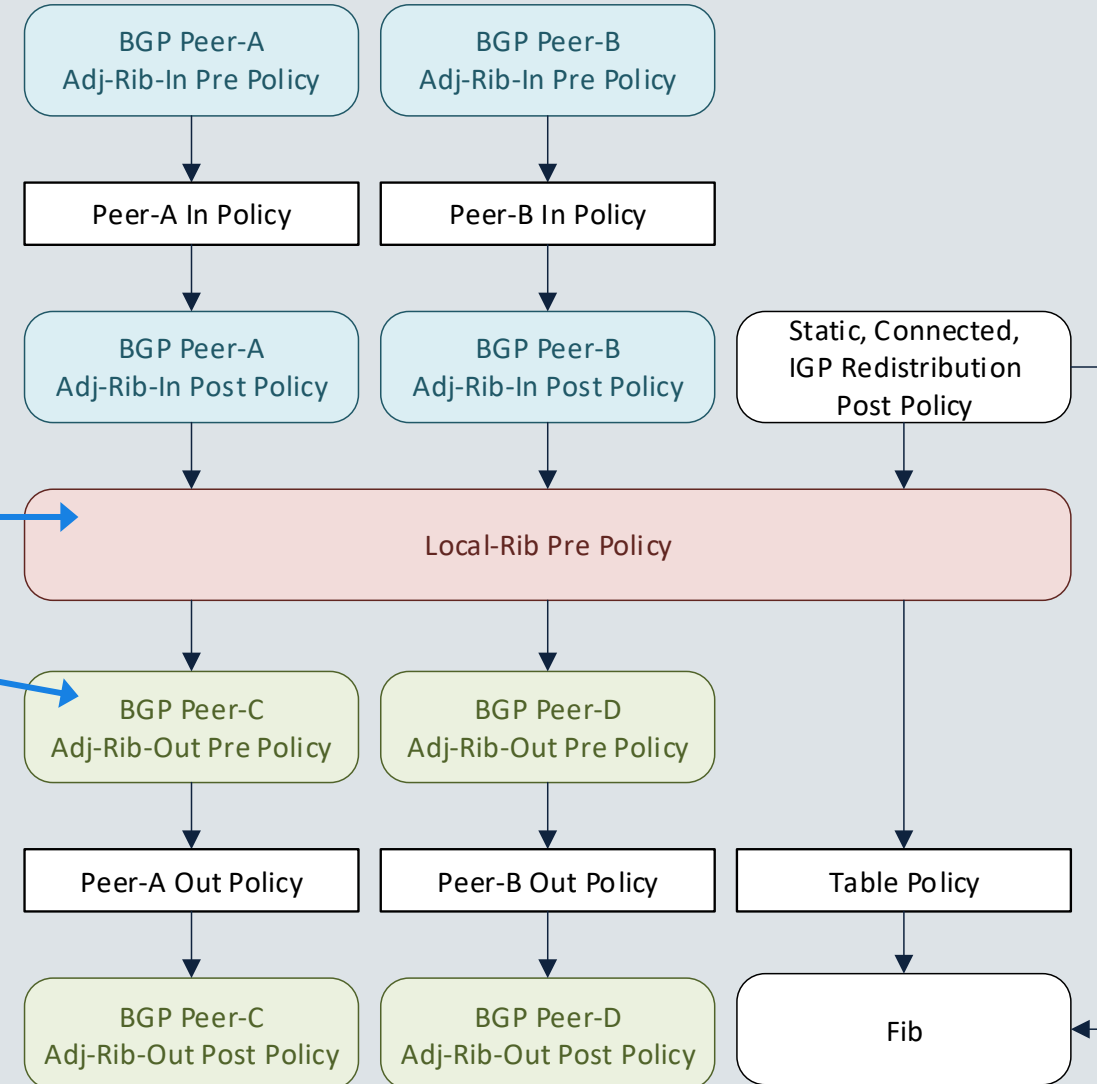 BGP Peer-A
Adj-Rib-In Pre Policy
BGP Peer-B
Adj-Rib-In Pre Policy
Peer-A In Policy
Peer-B In Policy
BGP Peer-A
Adj-Rib-In Post Policy
BGP Peer-B
Adj-Rib-In Post Policy
Static, Connected,
IGP Redistribution
Post Policy
Local-Rib Pre Policy
BGP Peer-C
Adj-Rib-Out Pre Policy
BGP Peer-D
Adj-Rib-Out Pre Policy
Peer-A Out Policy
Peer-B Out Policy
Table Policy
BGP Peer-C
Adj-Rib-Out Post Policy
BGP Peer-D
Adj-Rib-Out Post Policy
Fib